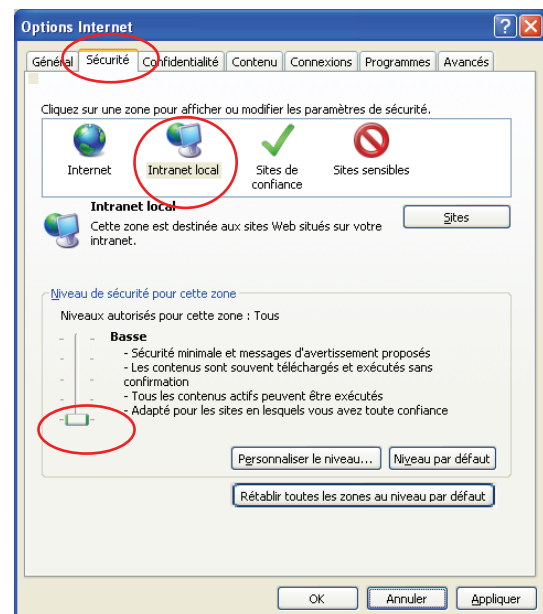 Options Internet
Général Sécurité Confidentialité Contenu Connexions Programmes Avancés
Cliquez sur une zone pour afficher ou modifier les paramètres de sécurité.
Internet Intranet local Sites de confiance Sites sensibles
Intranet local
Cette zone est destinée aux sites Web situés sur votre
intranet.
Sites
Niveau de sécurité pour cette zone
Niveaux autorisés pour cette zone : Tous
Basse
- Sécurité minimale et messages d'avertissement proposés
- Les contenus sont souvent téléchargés et exécutés sans
confirmation
- Tous les contenus actifs peuvent être exécutés
- Adapté pour les sites en lesquels vous avez toute confiance
Personnaliser le niveau... Niveau par défaut
Rétablir toutes les zones au niveau par défaut
OK Annuler Appliquer